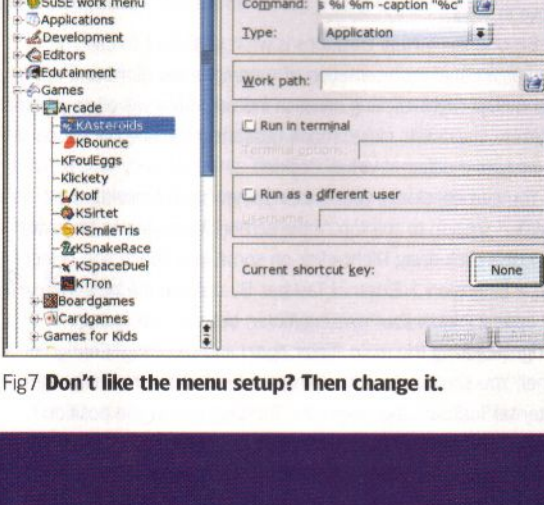 SUSE work menu
Applications
Development
Editors
Edutainment
Games
Arcade
KAsteroids
KBounce
KFoulEggs
Klickety
Kolf
KSirtet
KSmileTris
KSnakeRace
KSpaceDuel
KTron
Boardgames
Cardgames
Games for Kids
Command: s %i %m -caption "%c"
Type: Application
Work path:
Run in terminal
Terminal options:
Run as a different user
Username:
Current shortcut key: None
Apply
Fig7 Don't like the menu setup? Then change it.